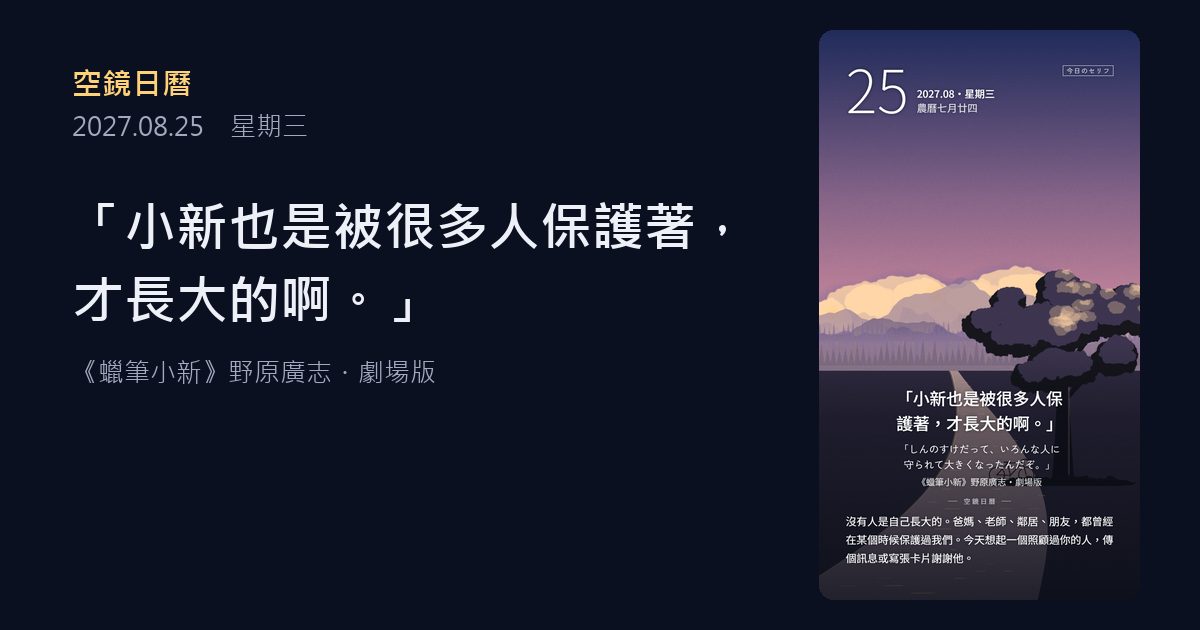 空鏡日曆
2027.08.25　星期三
「小新也是被很多人保護著，
才長大的啊。」
《蠟筆小新》野原廣志・劇場版
25
2027.08・星期三
農曆七月廿四
今日のセリフ
「小新也是被很多人保
護著，才長大的啊。」
「しんのすけだって、いろんな人に
守られて大きくなったんだぞ。」
《蠟筆小新》野原廣志・劇場版
— 空鏡日曆 —
沒有人是自己長大的。爸媽、老師、鄰居、朋友，都曾經
在某個時候保護過我們。今天想起一個照顧過你的人，傳
個訊息或寫張卡片謝謝他。